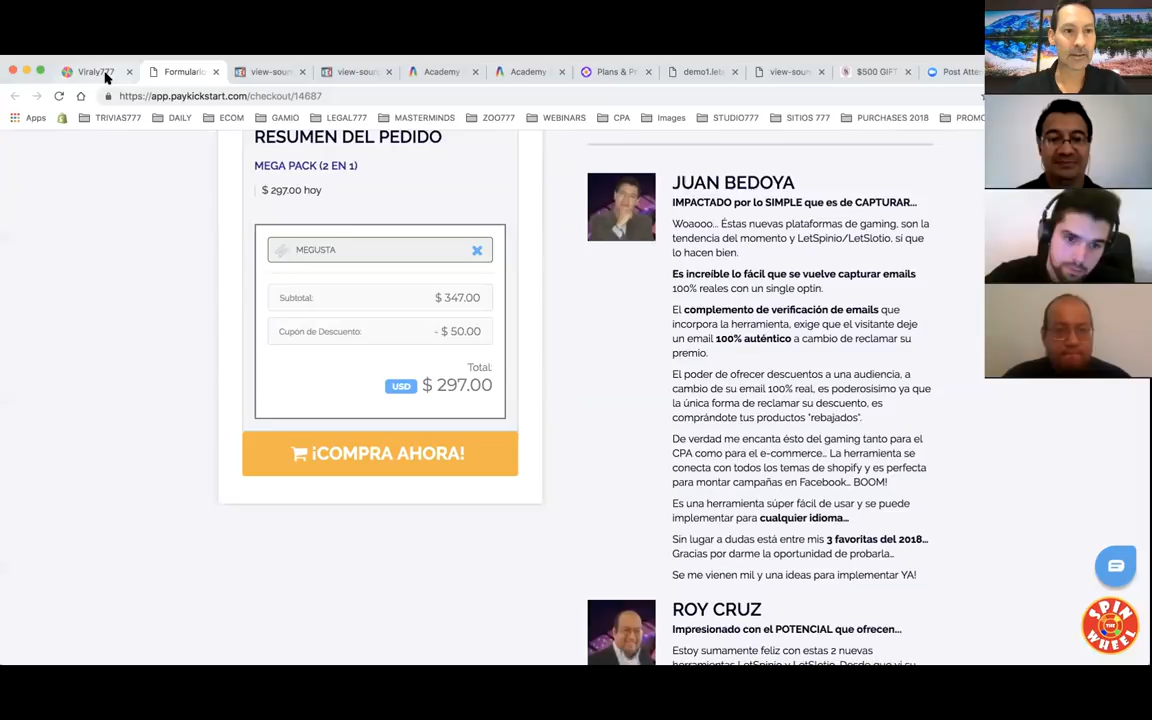 Viraly777
Formulario
view-sour
view-sour
Academy
Academy
Plans & P
demo1.let
view-sour
$500 GIF
Post Atte
https://app.paykickstart.com/checkout/14687
Apps
TRIVIAS777
DAILY
ECOM
GAMIO
LEGAL777
MASTERMINDS
ZOO777
WEBINARS
CPA
Images
STUDIO777
SITIOS 777
PURCHASES 2018
PROMO
RESUMEN DEL PEDIDO
MEGA PACK (2 EN 1)
$ 297.00 hoy
MEGUSTA
Subtotal: $ 347.00
Cupón de Descuento: - $ 50.00
Total:
USD $ 297.00
¡COMPRA AHORA!
JUAN BEDOYA
IMPACTADO por lo SIMPLE que es de CAPTURAR...
Woaooo... Éstas nuevas plataformas de gaming, son la
tendencia del momento y LetSpinio/LetSlotio, sí que
lo hacen bien.
Es increíble lo fácil que se vuelve capturar emails
100% reales con un single optin.
El complemento de verificación de emails que
incorpora la herramienta, exige que el visitante deje
un email 100% auténtico a cambio de reclamar su
premio.
El poder de ofrecer descuentos a una audiencia, a
cambio de su email 100% real, es poderosísimo ya que
la única forma de reclamar su descuento, es
comprándote tus productos "rebajados".
De verdad me encanta ésto del gaming tanto para el
CPA como para el e-commerce... La herramienta se
conecta con todos los temas de shopify y es perfecta
para montar campañas en Facebook... BOOM!
Es una herramienta súper fácil de usar y se puede
implementar para cualquier idioma...
Sin lugar a dudas está entre mis 3 favoritas del 2018...
Gracias por darme la oportunidad de probarla...
Se me vienen mil y una ideas para implementar YA!
ROY CRUZ
Impresionado con el POTENCIAL que ofrecen...
Estoy sumamente feliz con estas 2 nuevas
herramientas LetSpinio y LetSlotio. Desde que vi su
SPIN
THE
WHEEL